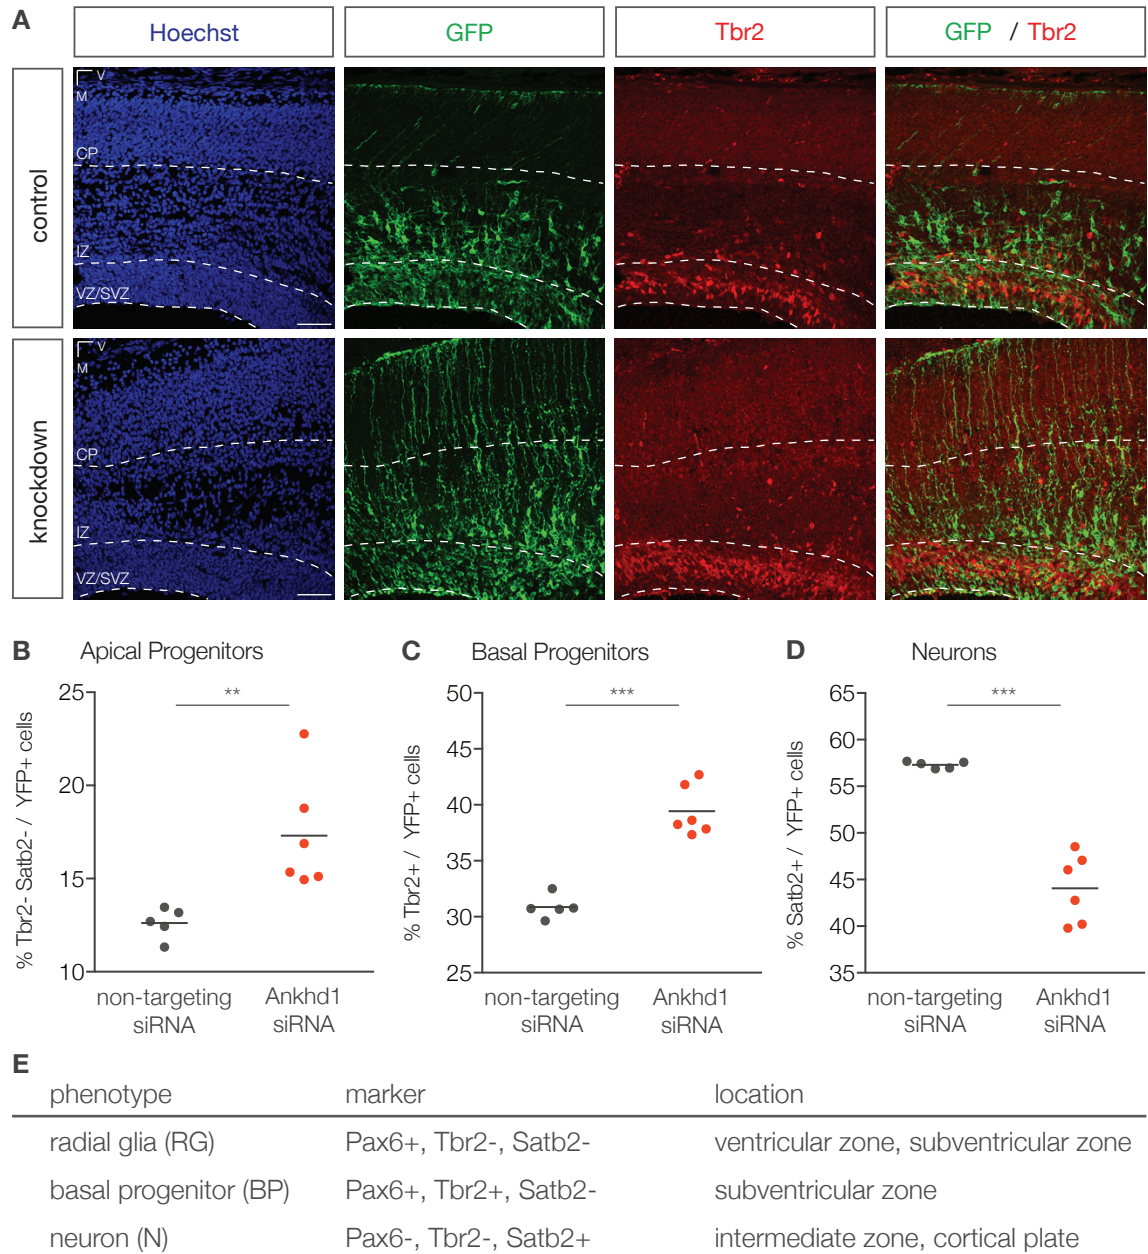 A
Hoechst
GFP
Tbr2
GFP / Tbr2
control
V
M
CP
IZ
VZ/SVZ
knockdown
V
M
CP
IZ
VZ/SVZ
B Apical Progenitors
% Tbr2- Satb2- / YFP+ cells
25
20
15
10
**
non-targeting
siRNA
Ankhd1
siRNA
C Basal Progenitors
% Tbr2+ / YFP+ cells
50
45
40
35
30
25
***
non-targeting
siRNA
Ankhd1
siRNA
D Neurons
% Satb2+ / YFP+ cells
65
60
55
50
45
40
35
***
non-targeting
siRNA
Ankhd1
siRNA
E
phenotype marker location
radial glia (RG) Pax6+, Tbr2-, Satb2- ventricular zone, subventricular zone
basal progenitor (BP) Pax6+, Tbr2+, Satb2- subventricular zone
neuron (N) Pax6-, Tbr2-, Satb2+ intermediate zone, cortical plate